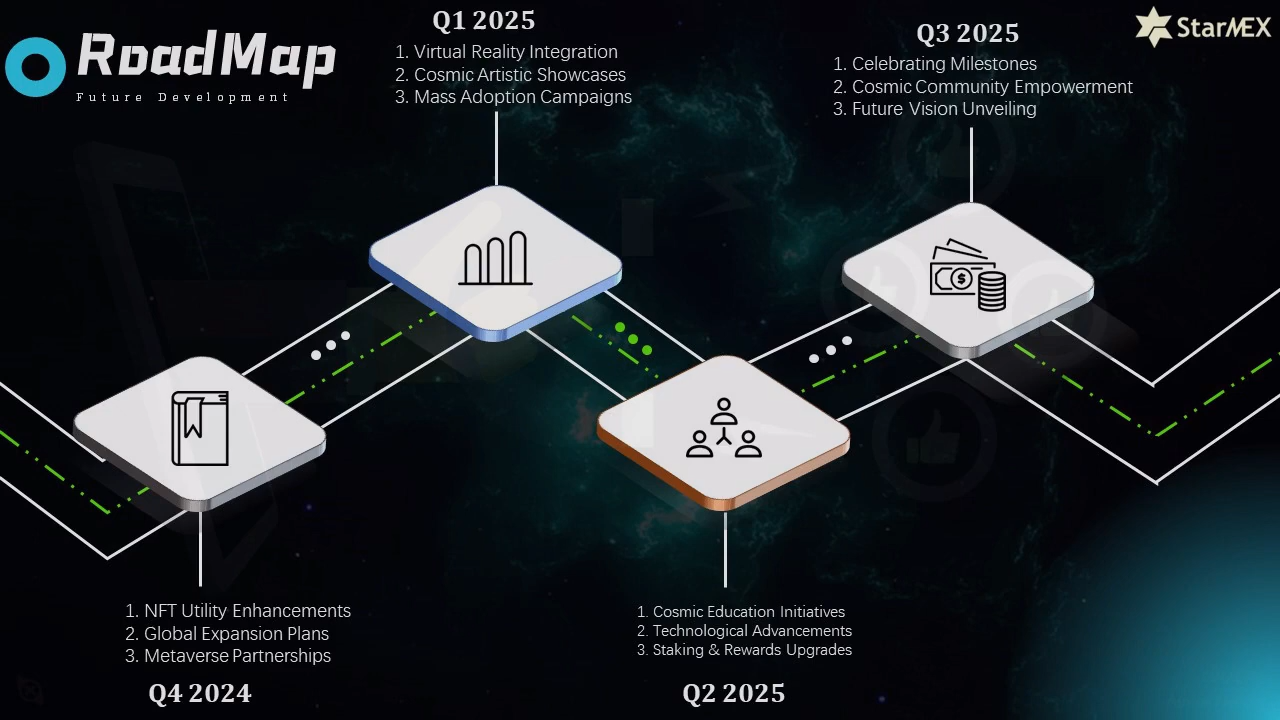 RoadMap
Future Development
StarMEX
Q1 2025
1. Virtual Reality Integration
2. Cosmic Artistic Showcases
3. Mass Adoption Campaigns
Q3 2025
1. Celebrating Milestones
2. Cosmic Community Empowerment
3. Future Vision Unveiling
1. NFT Utility Enhancements
2. Global Expansion Plans
3. Metaverse Partnerships
Q4 2024
1. Cosmic Education Initiatives
2. Technological Advancements
3. Staking & Rewards Upgrades
Q2 2025